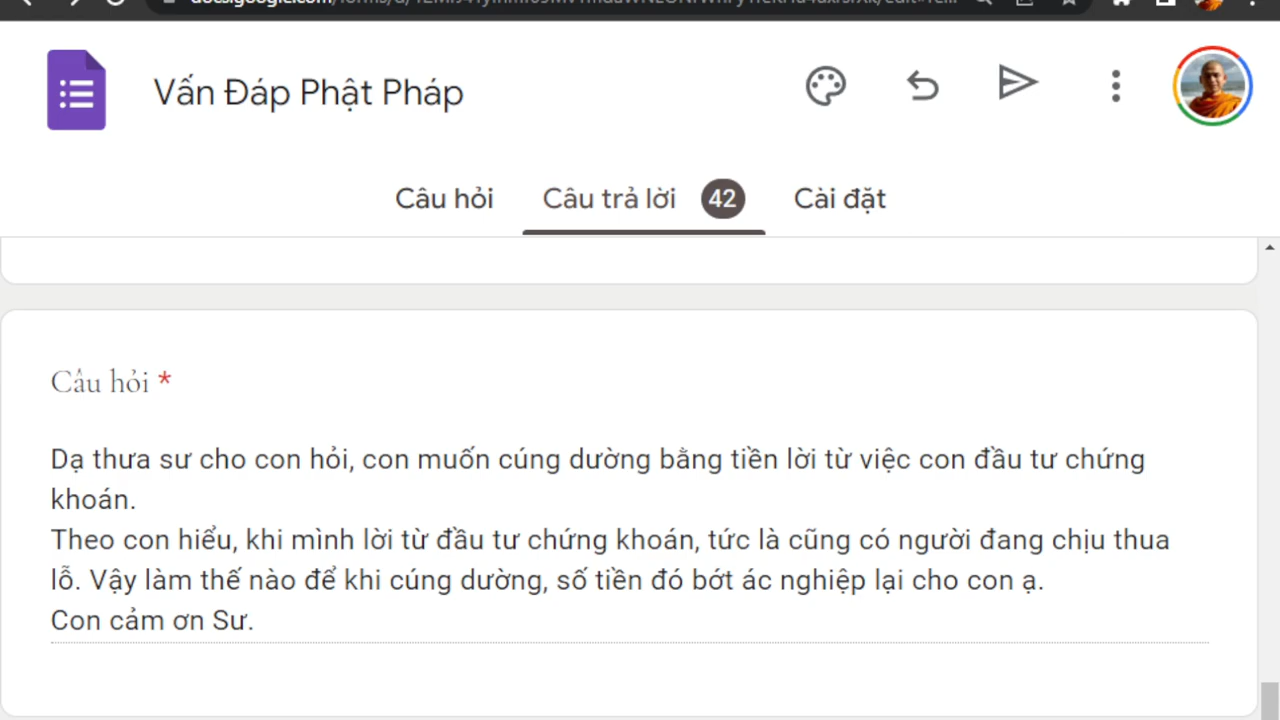 Vấn Đáp Phật Pháp
Câu hỏi
Câu trả lời 42
Cài đặt
Câu hỏi *
Dạ thưa sư cho con hỏi, con muốn cúng dường bằng tiền lời từ việc con đầu tư chứng
khoán.
Theo con hiểu, khi mình lời từ đầu tư chứng khoán, tức là cũng có người đang chịu thua
lỗ. Vậy làm thế nào để khi cúng dường, số tiền đó bớt ác nghiệp lại cho con ạ.
Con cảm ơn Sư.